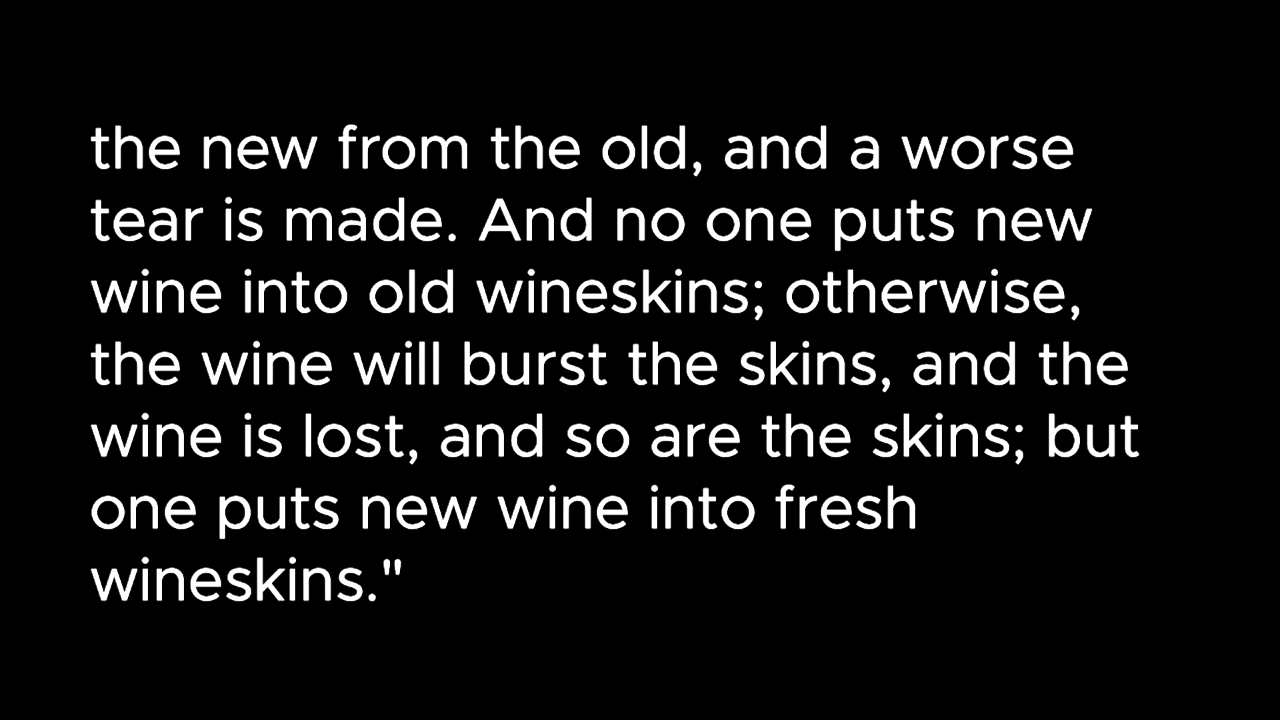 the new from the old, and a worse
tear is made. And no one puts new
wine into old wineskins; otherwise,
the wine will burst the skins, and the
wine is lost, and so are the skins; but
one puts new wine into fresh
wineskins."